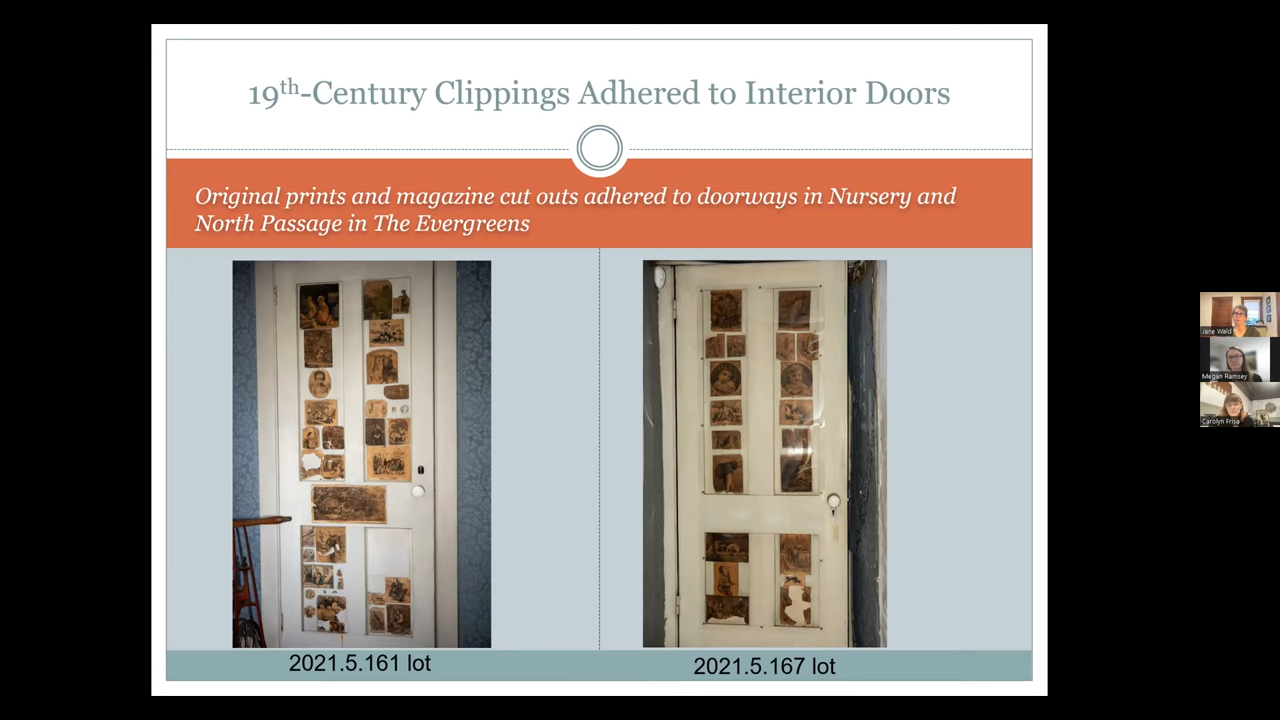 19th-Century Clippings Adhered to Interior Doors
Original prints and magazine cut outs adhered to doorways in Nursery and
North Passage in The Evergreens
2021.5.161 lot
2021.5.167 lot
Jane Wald
Megan Ramsey
Carolyn Frisa